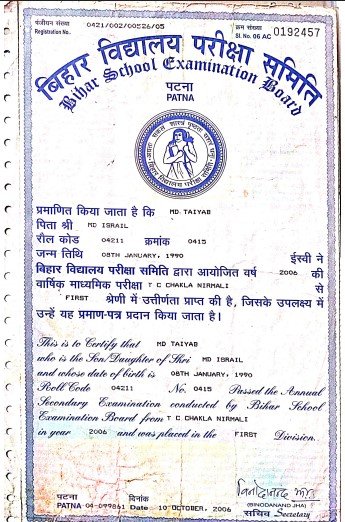 पंजीयन संख्या 0421/002/00526/05 क्रम संख्या
Registration No. Sl. No. 06 AC 0192457
बिहार विद्यालय परीक्षा समिति
Bihar School Examination Board
पटना
PATNA
प्रमाणित किया जाता है कि MD TAIYAB
पिता श्री MD ISRAIL
रौल कोड 04211 क्रमांक 0415
जन्म तिथि 08TH JANUARY, 1990 ईस्वी ने
बिहार विद्यालय परीक्षा समिति द्वारा आयोजित वर्ष 2006 की
वार्षिक माध्यमिक परीक्षा T C CHAKLA NIRMALI से
FIRST श्रेणी में उत्तीर्णता प्राप्त की है, जिसके उपलक्ष्य में
उन्हें यह प्रमाण-पत्र प्रदान किया जाता है।
This is to Certify that MD TAIYAB
who is the Son/Daughter of Shri MD ISRAIL
and whose date of birth is 08TH JANUARY, 1990
Roll Code 04211 No. 0415 Passed the Annual
Secondary Examination conducted by Bihar School
Examination Board from T C CHAKLA NIRMALI
in year 2006 and was placed in the FIRST Division.
पटना दिनांक (BINODANAND JHA)
PATNA 04-099861 Date 10 OCTOBER, 2006 सचिव Secretary